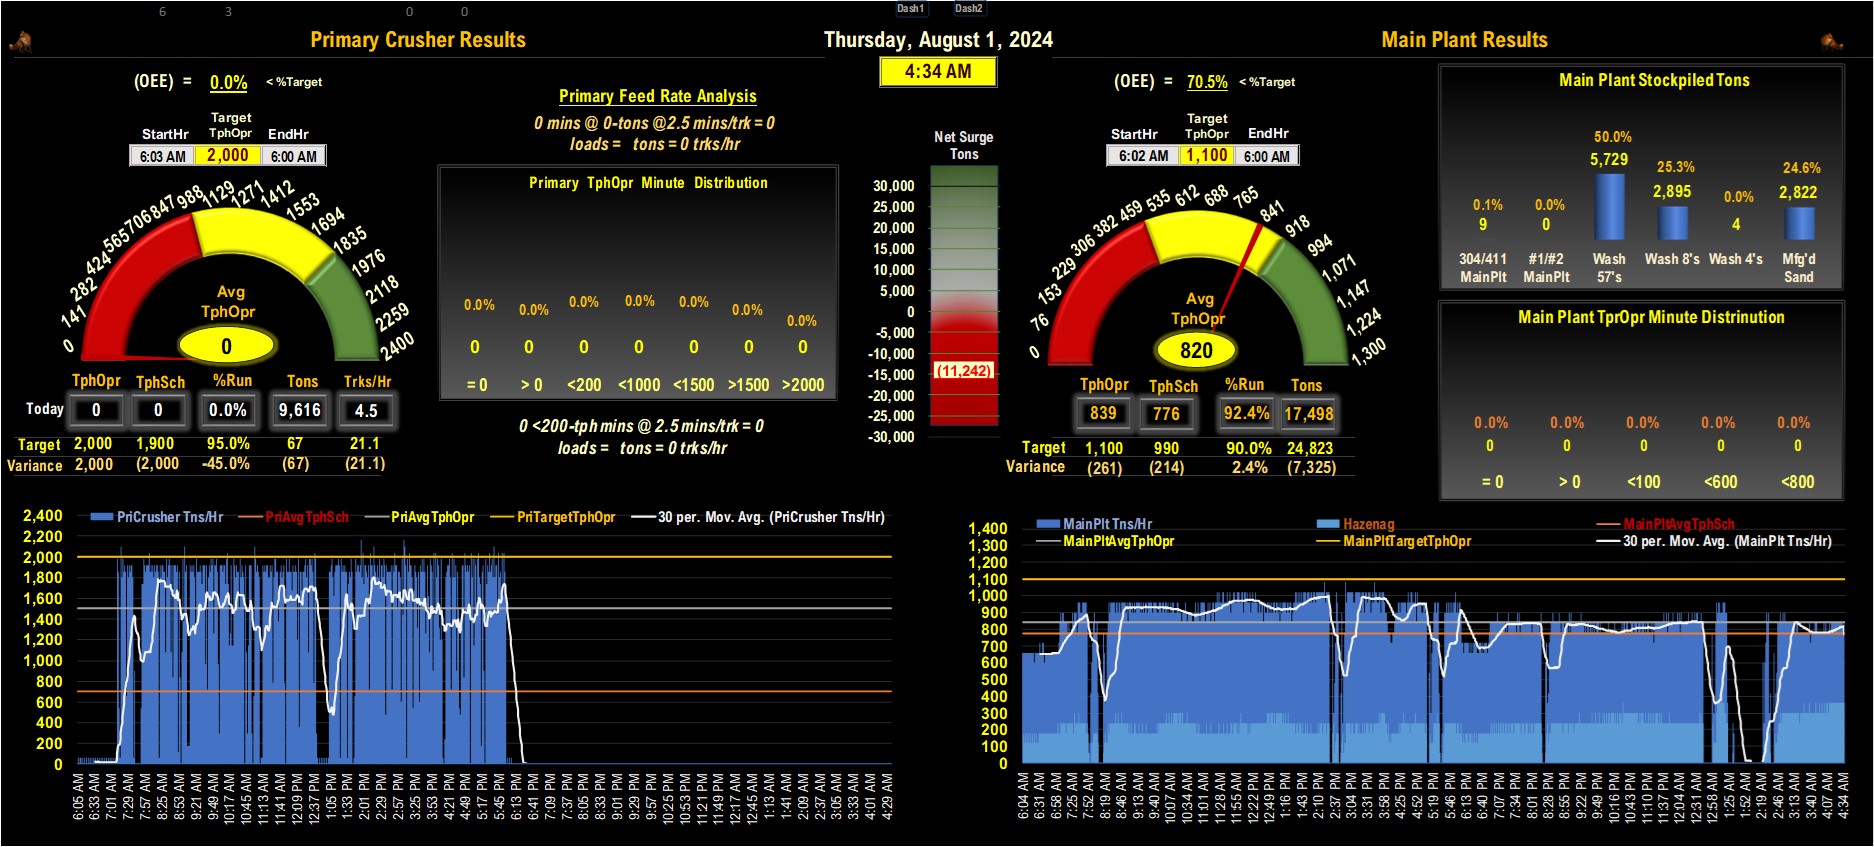 6 3 0 0 Dash1 Dash2
Primary Crusher Results
Thursday, August 1, 2024
Main Plant Results
4:34 AM
(OEE) = 0.0% < %Target
Target
StartHr TphOpr EndHr
6:03 AM 2,000 6:00 AM
0 141 282 424 565 706 847 988 1129 1271 1412 1553 1694 1835 1976 2118 2259 2400
Avg
TphOpr
0
TphOpr TphSch %Run Tons Trks/Hr
Today 0 0 0.0% 9,616 4.5
Target 2,000 1,900 95.0% 67 21.1
Variance 2,000 (2,000 -45.0% (67) (21.1)
Primary Feed Rate Analysis
0 mins @ 0-tons @2.5 mins/trk = 0
loads = tons = 0 trks/hr
Primary TphOpr Minute Distribution
0.0% 0.0% 0.0% 0.0% 0.0% 0.0% 0.0%
0 0 0 0 0 0 0
= 0 > 0 <200 <1000 <1500 >1500 >2000
0 <200-tph mins @ 2.5 mins/trk = 0
loads = tons = 0 trks/hr
Net Surge
Tons
30,000
25,000
20,000
15,000
10,000
5,000
0
-5,000
-10,000
(11,242)
-15,000
-20,000
-25,000
-30,000
(OEE) = 70.5% < %Target
Target
StartHr TphOpr EndHr
6:02 AM 1,100 6:00 AM
0 76 153 229 306 382 459 535 612 688 765 841 918 994 1,071 1,147 1,224 1,300
Avg
TphOpr
820
TphOpr TphSch %Run Tons
839 776 92.4% 17,498
Target 1,100 990 90.0% 24,823
Variance (261) (214) 2.4% (7,325)
Main Plant Stockpiled Tons
0.1% 0.0% 50.0% 25.3% 0.0% 24.6%
9 0 5,729 2,895 4 2,822
304/411 #1/#2 Wash Wash 8's Wash 4's Mfg'd
MainPlt MainPlt 57's Sand
Main Plant TprOpr Minute Distrinution
0.0% 0.0% 0.0% 0.0% 0.0%
0 0 0 0 0
= 0 > 0 <100 <600 <800
PriCrusher Tns/Hr PriAvgTphSch PriAvgTphOpr PriTargetTphOpr 30 per. Mov. Avg. (PriCrusher Tns/Hr)
2,400
2,200
2,000
1,800
1,600
1,400
1,200
1,000
800
600
400
200
0
6:05 AM 6:33 AM 7:01 AM 7:29 AM 7:57 AM 8:25 AM 8:53 AM 9:21 AM 9:49 AM 10:17 AM 10:45 AM 11:13 AM 11:41 AM 12:09 PM 12:37 PM 1:05 PM 1:33 PM 2:01 PM 2:29 PM 2:57 PM 3:25 PM 3:53 PM 4:21 PM 4:49 PM 5:17 PM 5:45 PM 6:13 PM 6:41 PM 7:09 PM 7:37 PM 8:05 PM 8:33 PM 9:01 PM 9:29 PM 9:57 PM 10:25 PM 10:53 PM 11:21 PM 11:49 PM 12:17 AM 12:45 AM 1:13 AM 1:41 AM 2:09 AM 2:37 AM 3:05 AM 3:33 AM 4:01 AM 4:29 AM
MainPlt Tns/Hr Hazenag MainPltAvgTphSch
MainPltAvgTphOpr MainPltTargetTphOpr 30 per. Mov. Avg. (MainPlt Tns/Hr)
1,400
1,300
1,200
1,100
1,000
900
800
700
600
500
400
300
200
100
0
6:04 AM 6:31 AM 6:58 AM 7:25 AM 7:52 AM 8:19 AM 8:46 AM 9:13 AM 9:40 AM 10:07 AM 10:34 AM 11:01 AM 11:28 AM 11:55 AM 12:22 PM 12:49 PM 1:16 PM 1:43 PM 2:10 PM 2:37 PM 3:04 PM 3:31 PM 3:58 PM 4:25 PM 4:52 PM 5:19 PM 5:46 PM 6:13 PM 6:40 PM 7:07 PM 7:34 PM 8:01 PM 8:28 PM 8:55 PM 9:22 PM 9:49 PM 10:16 PM 10:43 PM 11:10 PM 11:37 PM 12:04 AM 12:31 AM 12:58 AM 1:25 AM 1:52 AM 2:19 AM 2:46 AM 3:13 AM 3:40 AM 4:07 AM 4:34 AM